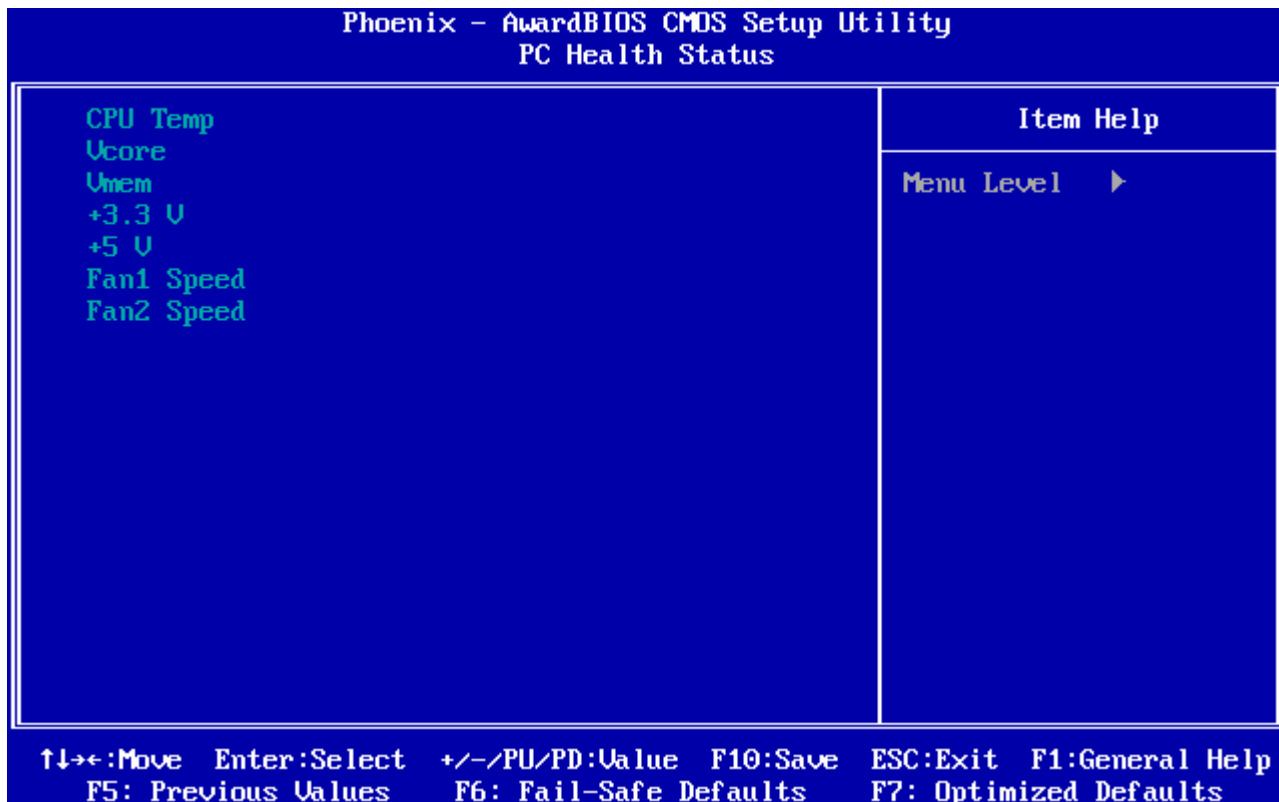 Phoenix - AwardBIOS CMOS Setup Utility
PC Health Status
CPU Temp
Vcore
Vmem
+3.3 V
+5 V
Fan1 Speed
Fan2 Speed
Item Help
Menu Level ▶
↑↓→←:Move Enter:Select +/-/PU/PD:Value F10:Save ESC:Exit F1:General Help
F5: Previous Values F6: Fail-Safe Defaults F7: Optimized Defaults